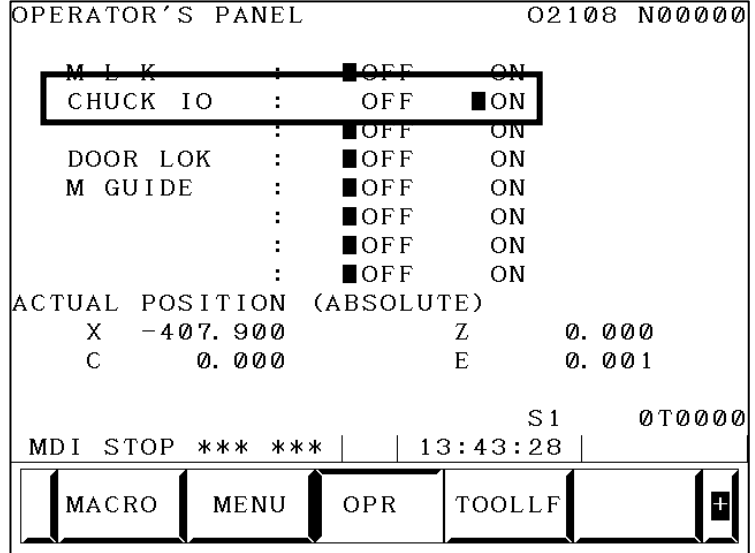 OPERATOR'S PANEL O2108 N00000
M L K : ■OFF ON
CHUCK IO : OFF ■ON
: ■OFF ON
DOOR LOK : ■OFF ON
M GUIDE : ■OFF ON
: ■OFF ON
: ■OFF ON
: ■OFF ON
ACTUAL POSITION (ABSOLUTE)
X -407.900 Z 0.000
C 0.000 E 0.001
S1 0T0000
MDI STOP *** *** | | 13:43:28 |
MACRO MENU OPR TOOLLF +